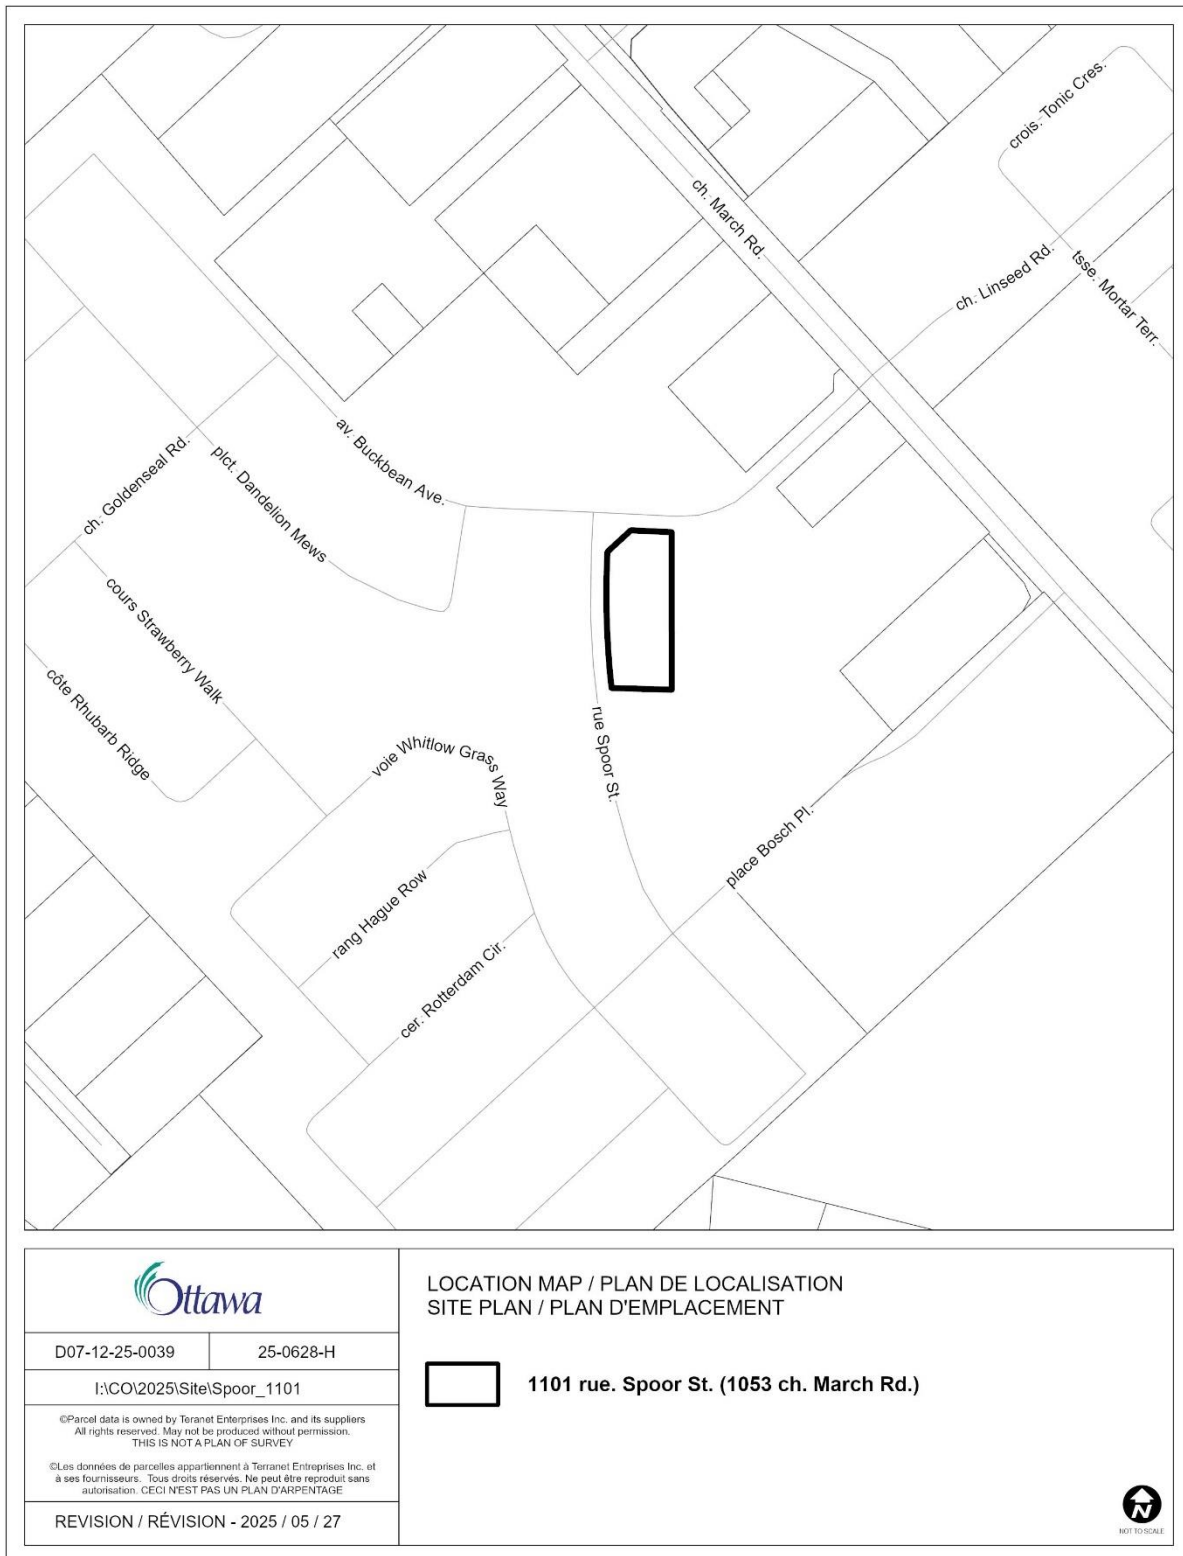 crois. Tonic Cres.
ch. March Rd.
ch. Linseed Rd.
tsse. Mortar Terr.
av. Buckbean Ave.
ch. Goldenseal Rd.
plct. Dandelion Mews
cours Strawberry Walk
côte Rhubarb Ridge
rue Spoor St.
voie Whitlow Grass Way
place Bosch Pl.
rang Hague Row
cer. Rotterdam Cir.
Ottawa
D07-12-25-0039
25-0628-H
I:\CO\2025\Site\Spoor_1101
©Parcel data is owned by Teranet Enterprises Inc. and its suppliers
All rights reserved. May not be produced without permission.
THIS IS NOT A PLAN OF SURVEY
©Les données de parcelles appartiennent à Terranet Entreprises Inc. et
à ses fournisseurs. Tous droits réservés. Ne peut être reproduit sans
autorisation. CECI N'EST PAS UN PLAN D'ARPENTAGE
REVISION / RÉVISION - 2025 / 05 / 27
LOCATION MAP / PLAN DE LOCALISATION
SITE PLAN / PLAN D'EMPLACEMENT
1101 rue. Spoor St. (1053 ch. March Rd.)
N
NOT TO SCALE